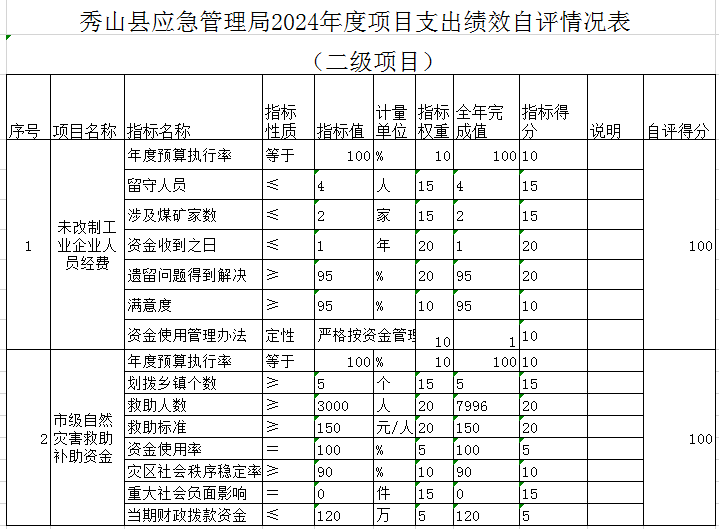 秀山县应急管理局2024年度项目支出绩效自评情况表
（二级项目）
序号 项目名称 指标名称 指标性质 指标值 计量单位 指标权重 全年完成值 指标得分 说明 自评得分
1 未改制工业企业人员经费 年度预算执行率 等于 100 % 10 100 10 100
留守人员 ≤ 4 人 15 4 15
涉及煤矿家数 ≤ 2 家 15 2 15
资金收到之日 ≤ 1 年 20 1 20
遗留问题得到解决 ≥ 95 % 20 95 20
满意度 ≥ 95 % 10 95 10
资金使用管理办法 定性 严格按资金管理 10 1 10
2 市级自然灾害救助补助资金 年度预算执行率 等于 100 % 10 100 10 100
划拨乡镇个数 ≥ 5 个 15 5 15
救助人数 ≥ 3000 人 20 7996 20
救助标准 ≥ 150 元/人 20 150 20
资金使用率 ＝ 100 % 5 100 5
灾区社会秩序稳定率 ≥ 90 % 10 90 10
重大社会负面影响 ＝ 0 件 15 0 15
当期财政拨款资金 ≤ 120 万 5 120 5